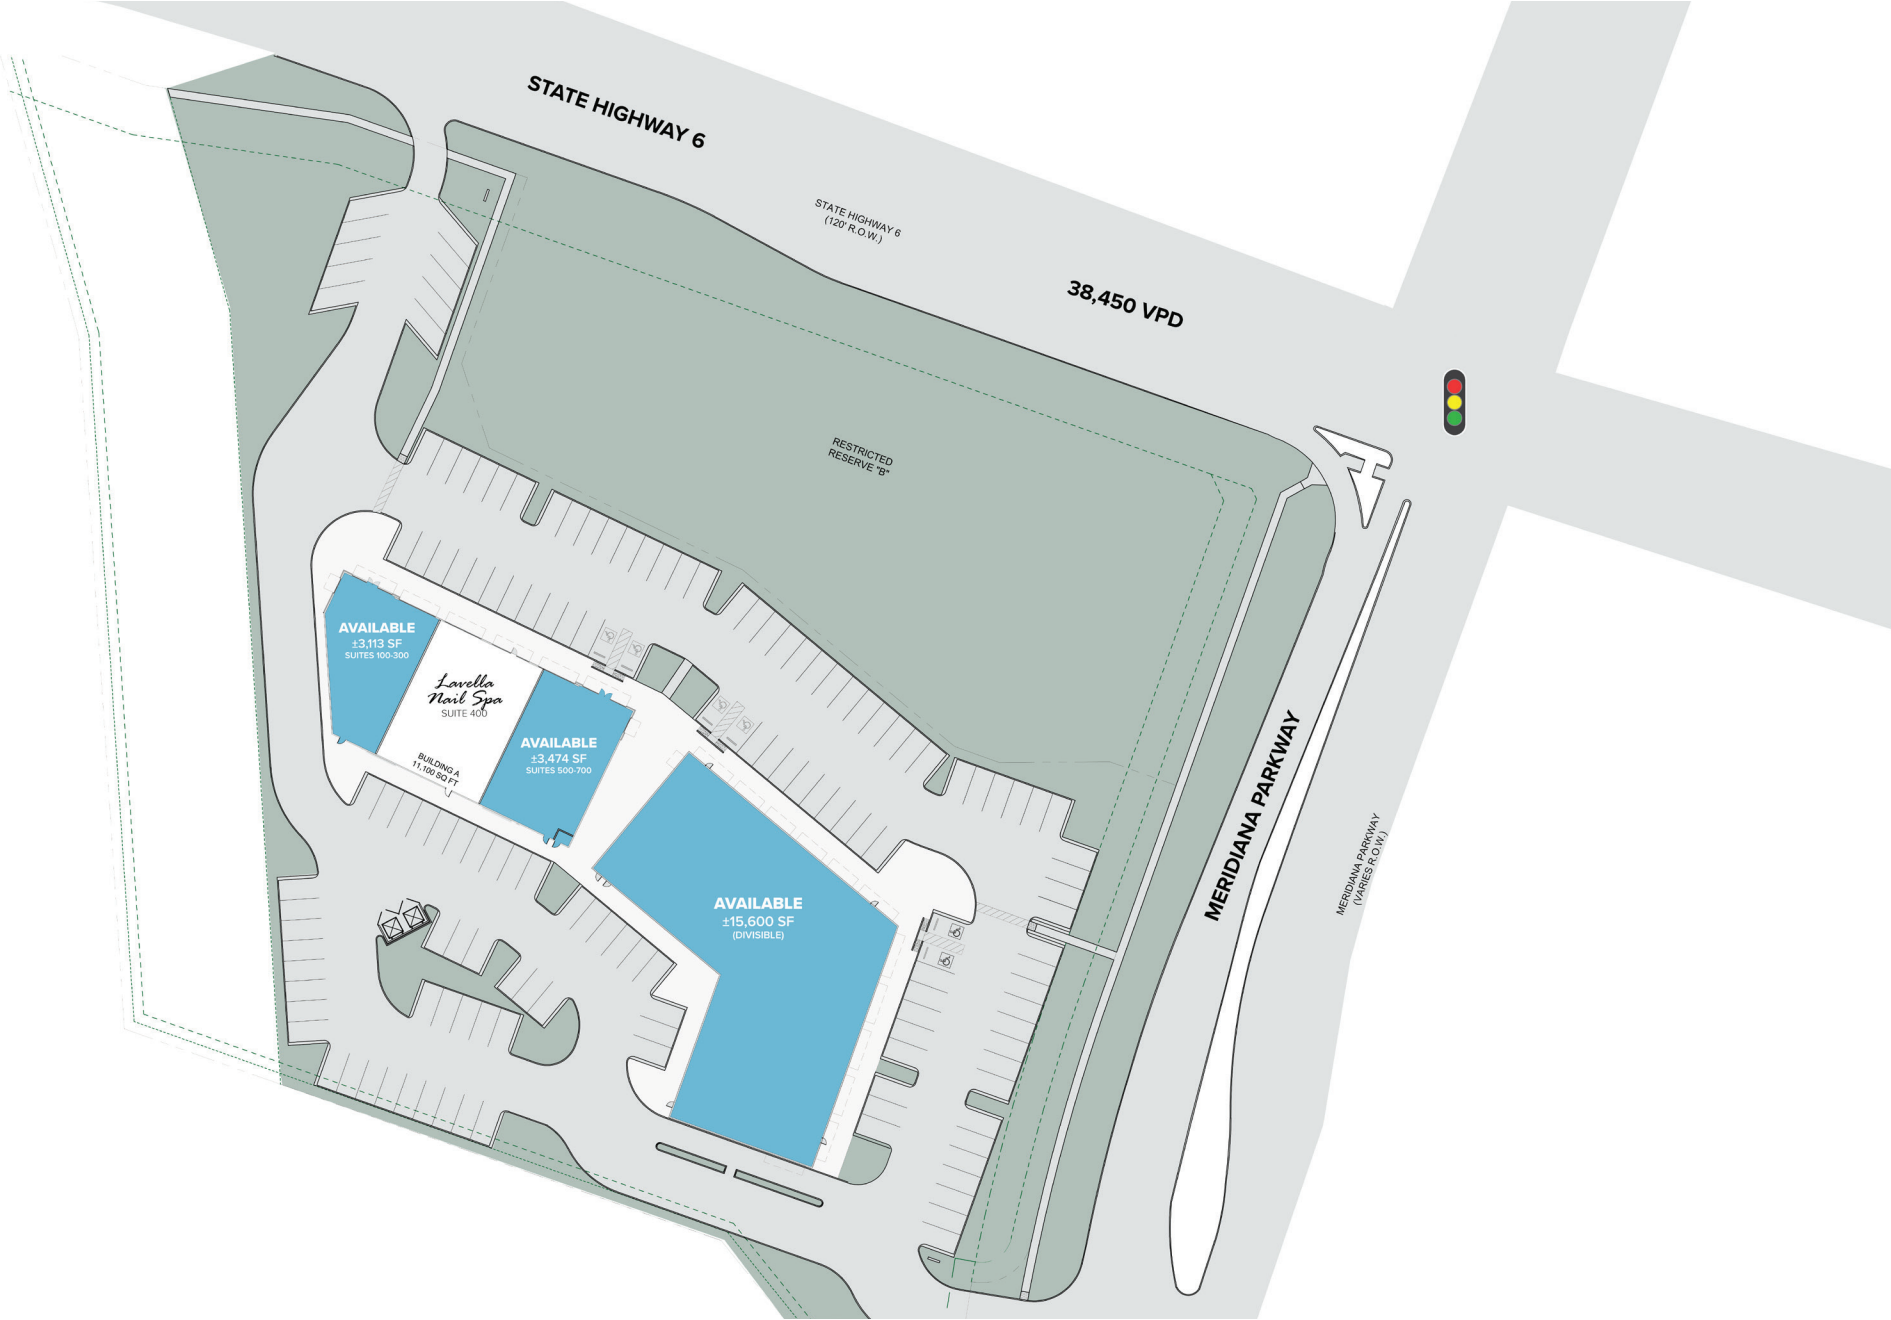 STATE HIGHWAY 6
STATE HIGHWAY 6
(120' R.O.W.)
38,450 VPD
RESTRICTED
RESERVE "B"
AVAILABLE
±3,113 SF
SUITES 100-300
Lavella
Nail Spa
SUITE 400
BUILDING A
11,100 SQ FT
AVAILABLE
±3,474 SF
SUITES 500-700
AVAILABLE
±15,600 SF
(DIVISIBLE)
MERIDIANA PARKWAY
MERIDIANA PARKWAY
(VARIES R.O.W.)